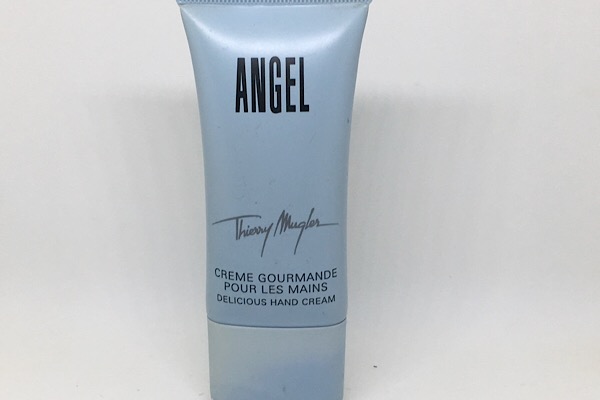 ANGEL
Thierry Mugler
CREME GOURMANDE
POUR LES MAINS
DELICIOUS HAND CREAM